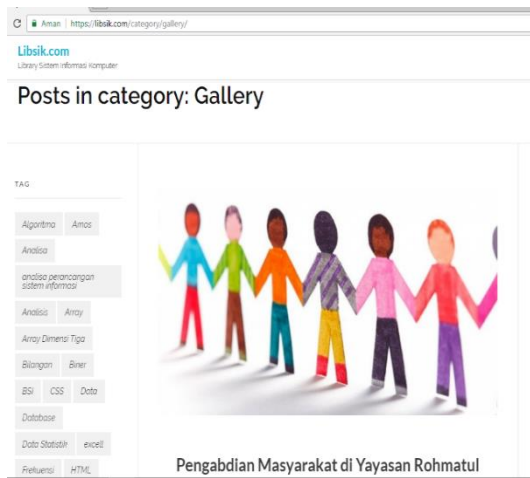 Aman | https://libsik.com/category/gallery/
Libsik.com
Library Sistem Informasi Komputer
Posts in category: Gallery
TAG
Algoritma Amos
Analisa
analisa perancangan
sistem informasi
Analisis Array
Array Dimensi Tiga
Bilangan Biner
BSI CSS Data
Database
Data Statistik excell
Frekuensi HTML
Pengabdian Masyarakat di Yayasan Rohmatul